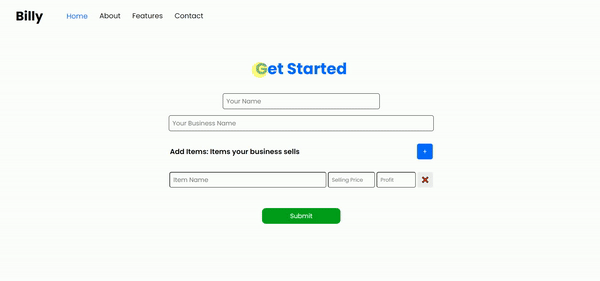 Billy Home About Features Contact
Get Started
Your Name
Your Business Name
Add Items: Items your business sells +
Item Name Selling Price Profit
Submit